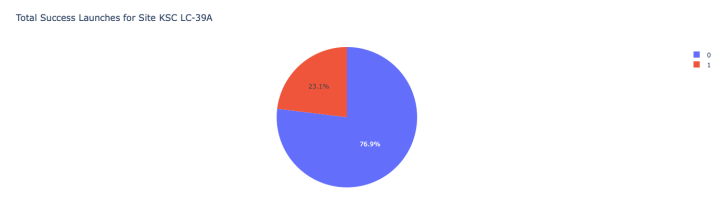 Total Success Launches for Site KSC LC-39A
0
1
23.1%
76.9%